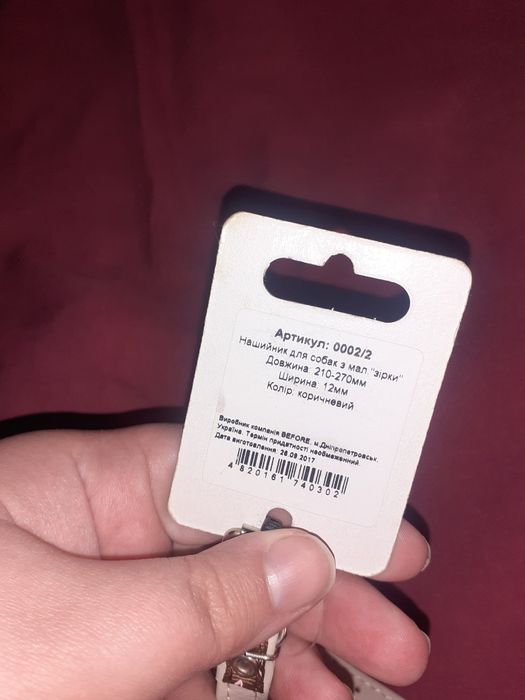 Артикул: 0002/2
Нашийник для собак з мал."зірки"
Довжина: 210-270мм
Ширина: 12мм
Колір: коричневий
Виробник компанія BEFORE, м.Дніпропетровськ,
Україна. Термін придатності необмежений.
Дата виготовлення: 26.09.2017
4 820161 740302